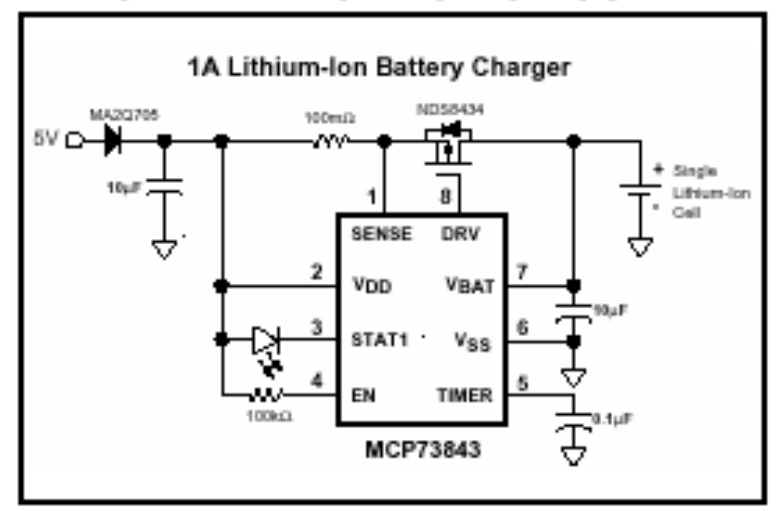 1A Lithium-Ion Battery Charger
MA2Q705
100mΩ
NDS8434
5V
10µF
+ Single
Lithium-Ion
- Cell
1
8
SENSE
DRV
2
VDD
VBAT
7
10µF
3
STAT1
VSS
6
4
EN
TIMER
5
100kΩ
0.1µF
MCP73843